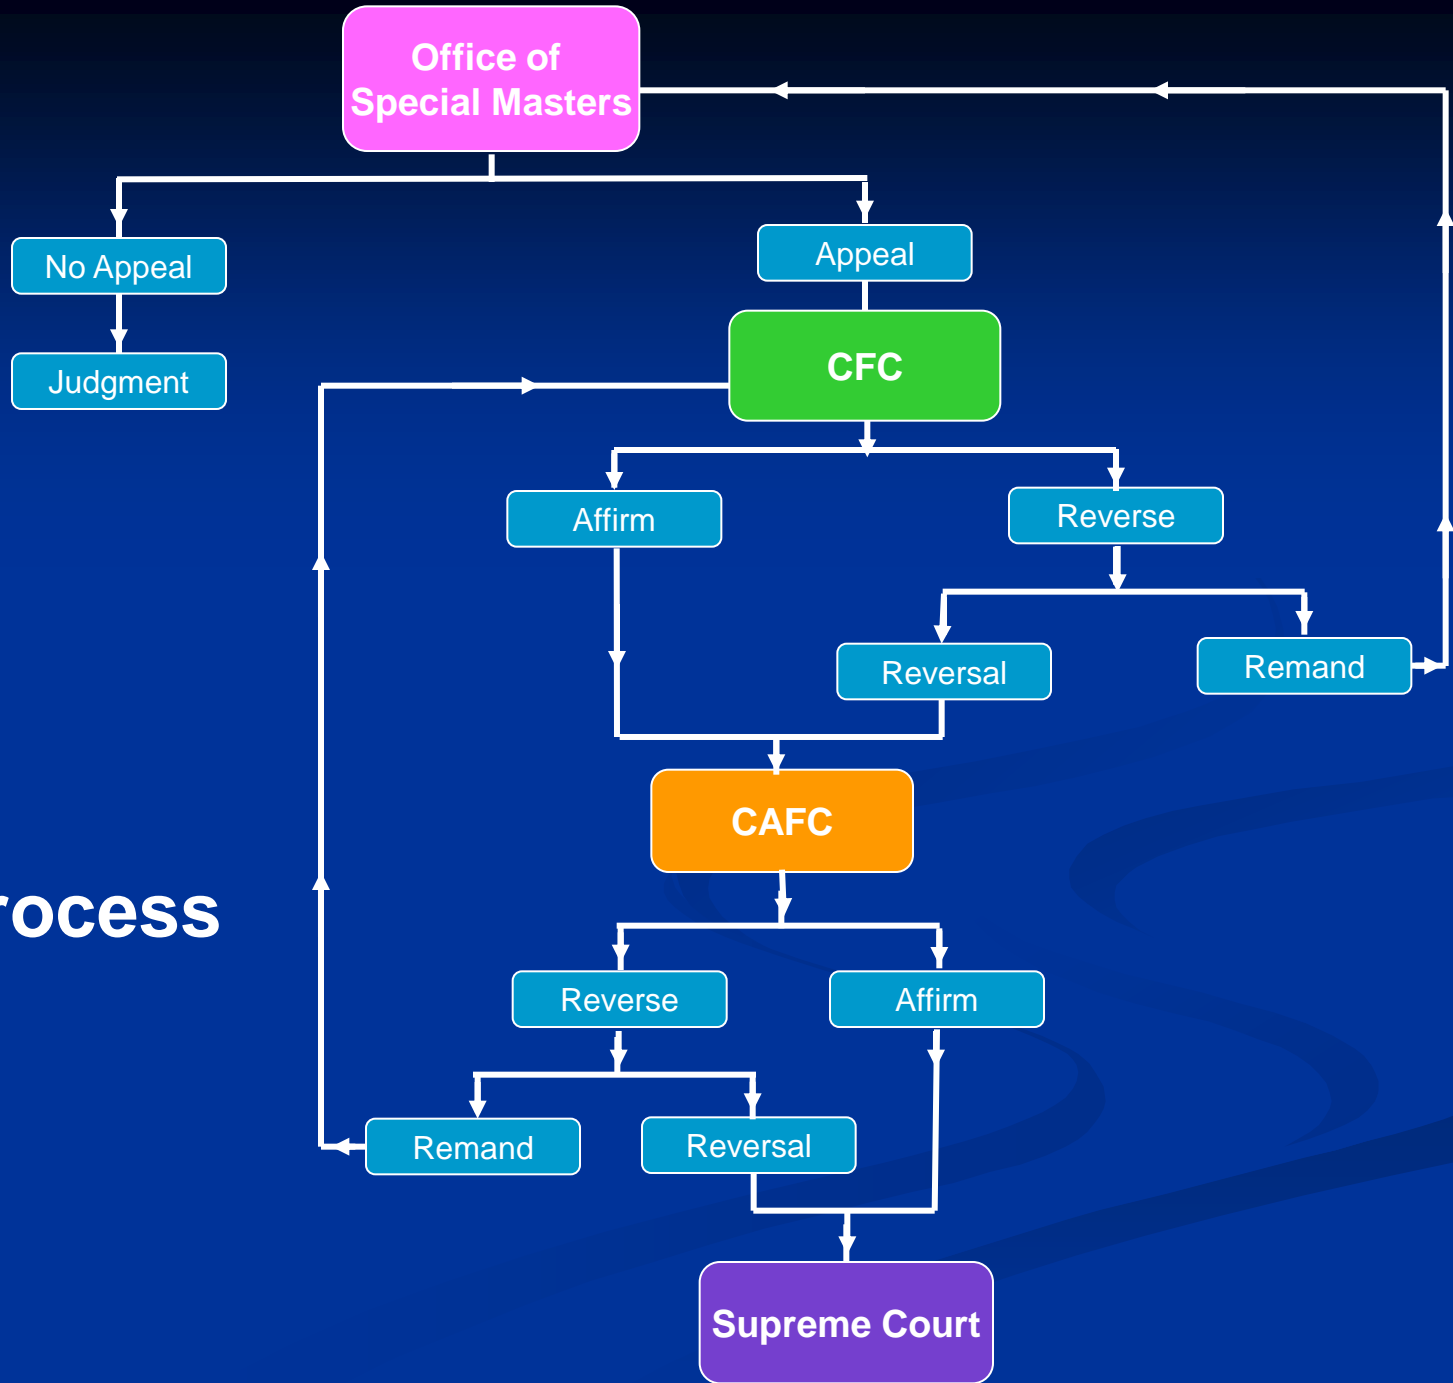 Office of
Special Masters
No Appeal
Appeal
Judgment
CFC
Affirm
Reverse
Reversal
Remand
CAFC
rocess
Reverse
Affirm
Remand
Reversal
Supreme Court